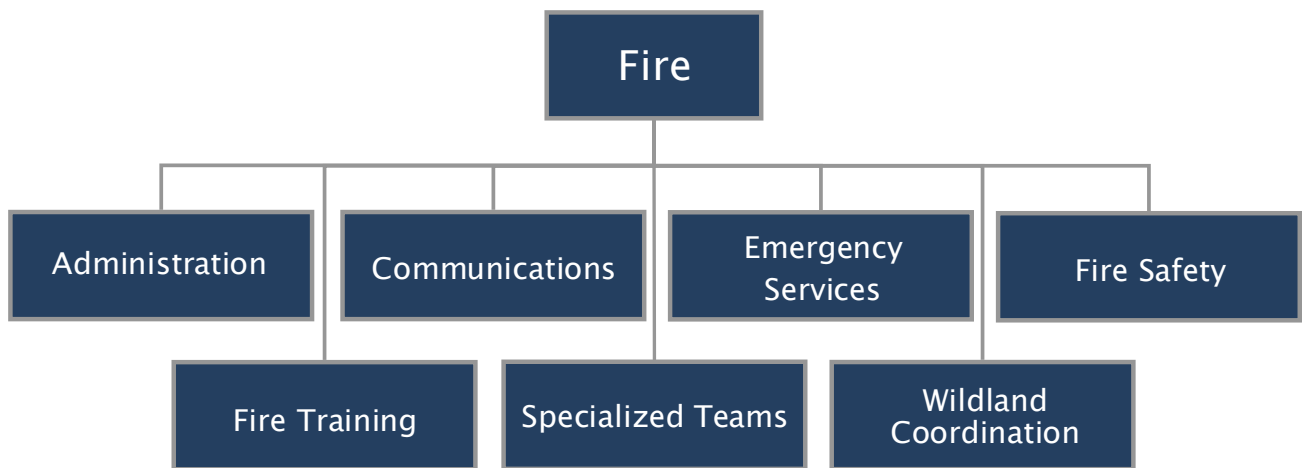 Fire
Administration
Communications
Emergency
Services
Fire Safety
Fire Training
Specialized Teams
Wildland
Coordination